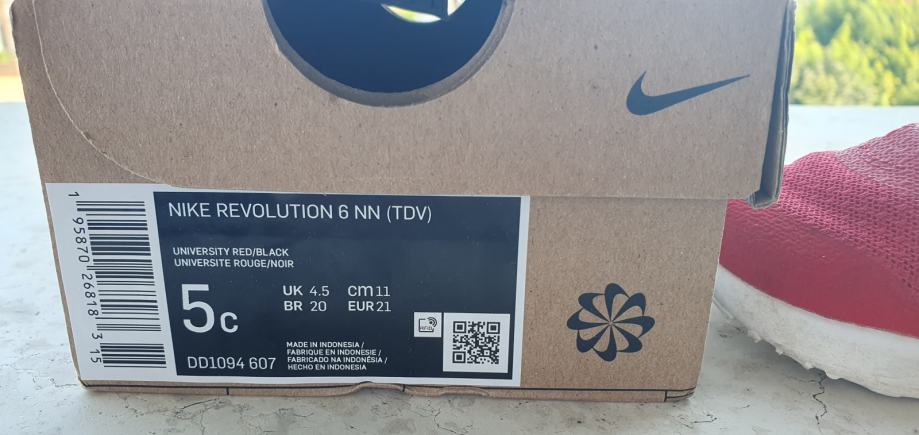 NIKE REVOLUTION 6 NN (TDV)
UNIVERSITY RED/BLACK
UNIVERSITE ROUGE/NOIR
5c
UK 4.5 cm 11
BR 20 EUR 21
DD1094 607
MADE IN INDONESIA /
FABRIQUE EN INDONESIE /
FABRICADO NA INDONÉSIA /
HECHO EN INDONESIA
RFID
1 95870 26818 3 15